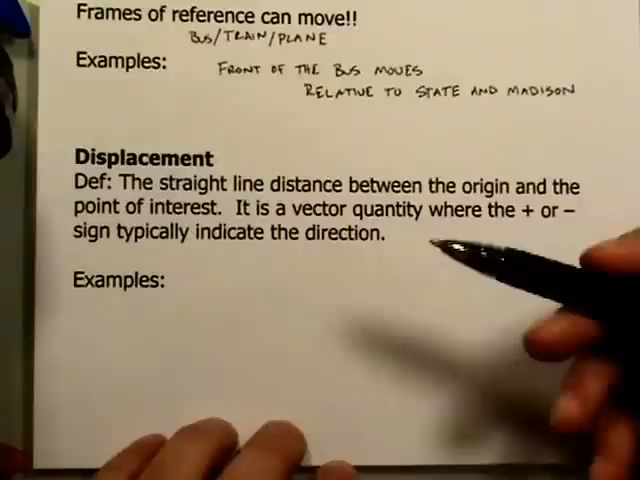 Frames of reference can move!!
BUS/TRAIN/PLANE
Examples: FRONT OF THE BUS MOVES
RELATIVE TO STATE AND MADISON
Displacement
Def: The straight line distance between the origin and the
point of interest. It is a vector quantity where the + or –
sign typically indicate the direction.
Examples: